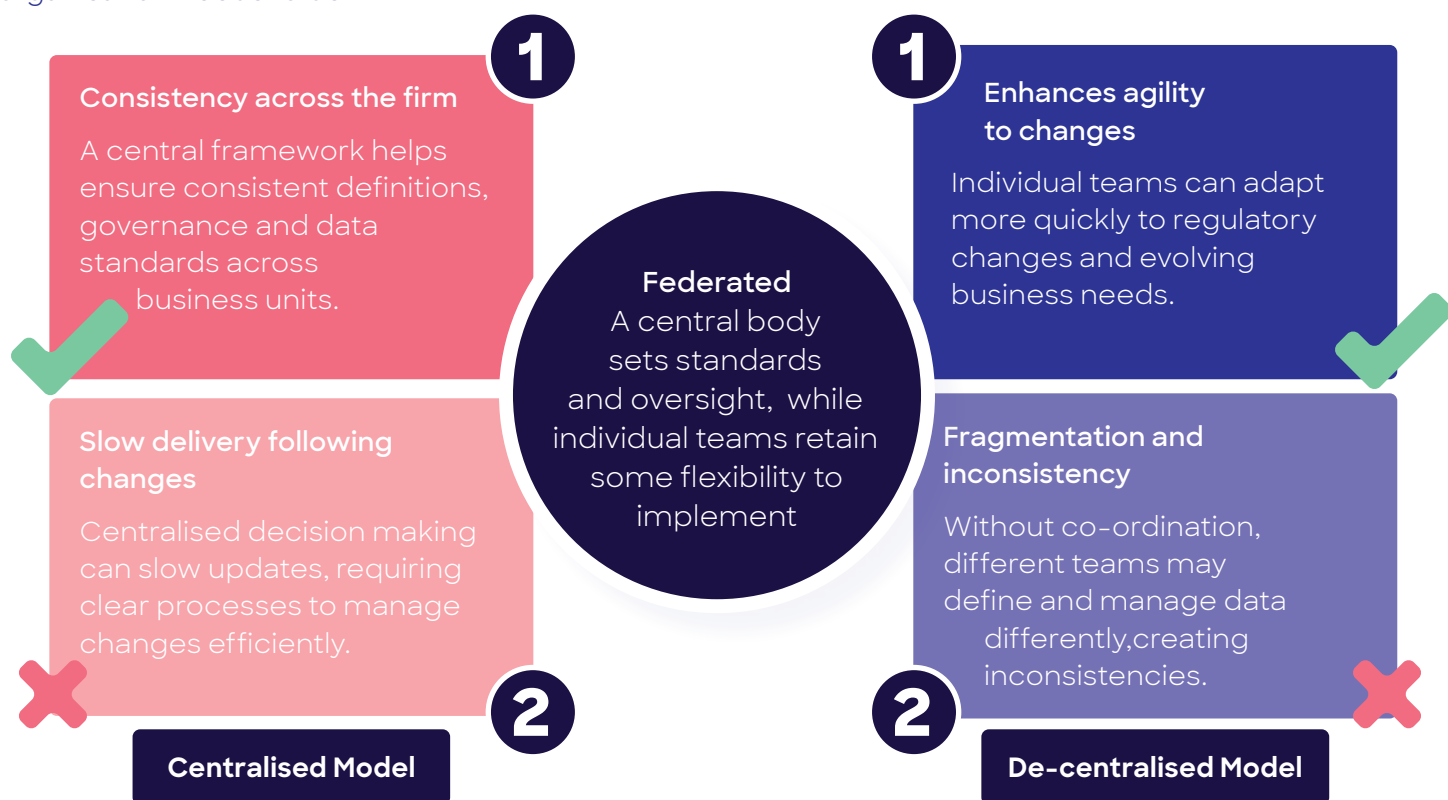 1
Consistency across the firm
A central framework helps
ensure consistent definitions,
governance and data
standards across
business units.
Slow delivery following
changes
Centralised decision making
can slow updates, requiring
clear processes to manage
changes efficiently.
2
Centralised Model
Federated
A central body
sets standards
and oversight, while
individual teams retain
some flexibility to
implement
1
Enhances agility
to changes
Individual teams can adapt
more quickly to regulatory
changes and evolving
business needs.
Fragmentation and
inconsistency
Without co-ordination,
different teams may
define and manage data
differently,creating
inconsistencies.
2
De-centralised Model